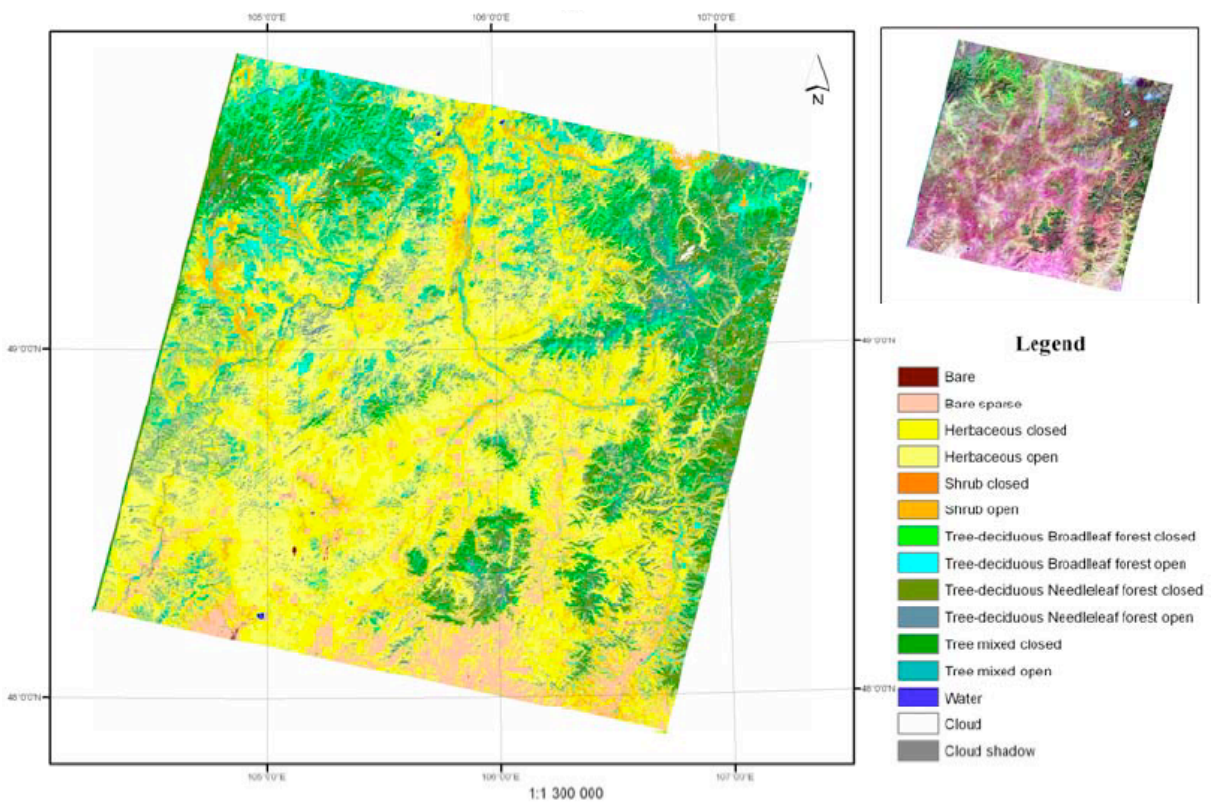 105°0'0"E 106°0'0"E 107°0'0"E
N
49°0'0"N 49°0'0"N
Legend
Bare
Bare sparse
Herbaceous closed
Herbaceous open
Shrub closed
Shrub open
Tree-deciduous Broadleaf forest closed
Tree-deciduous Broadleaf forest open
Tree-deciduous Needleleaf forest closed
Tree-deciduous Needleleaf forest open
Tree mixed closed
Tree mixed open
Water
Cloud
Cloud shadow
48°0'0"N 48°0'0"N
105°0'0"E 106°0'0"E 107°0'0"E
1:1 300 000